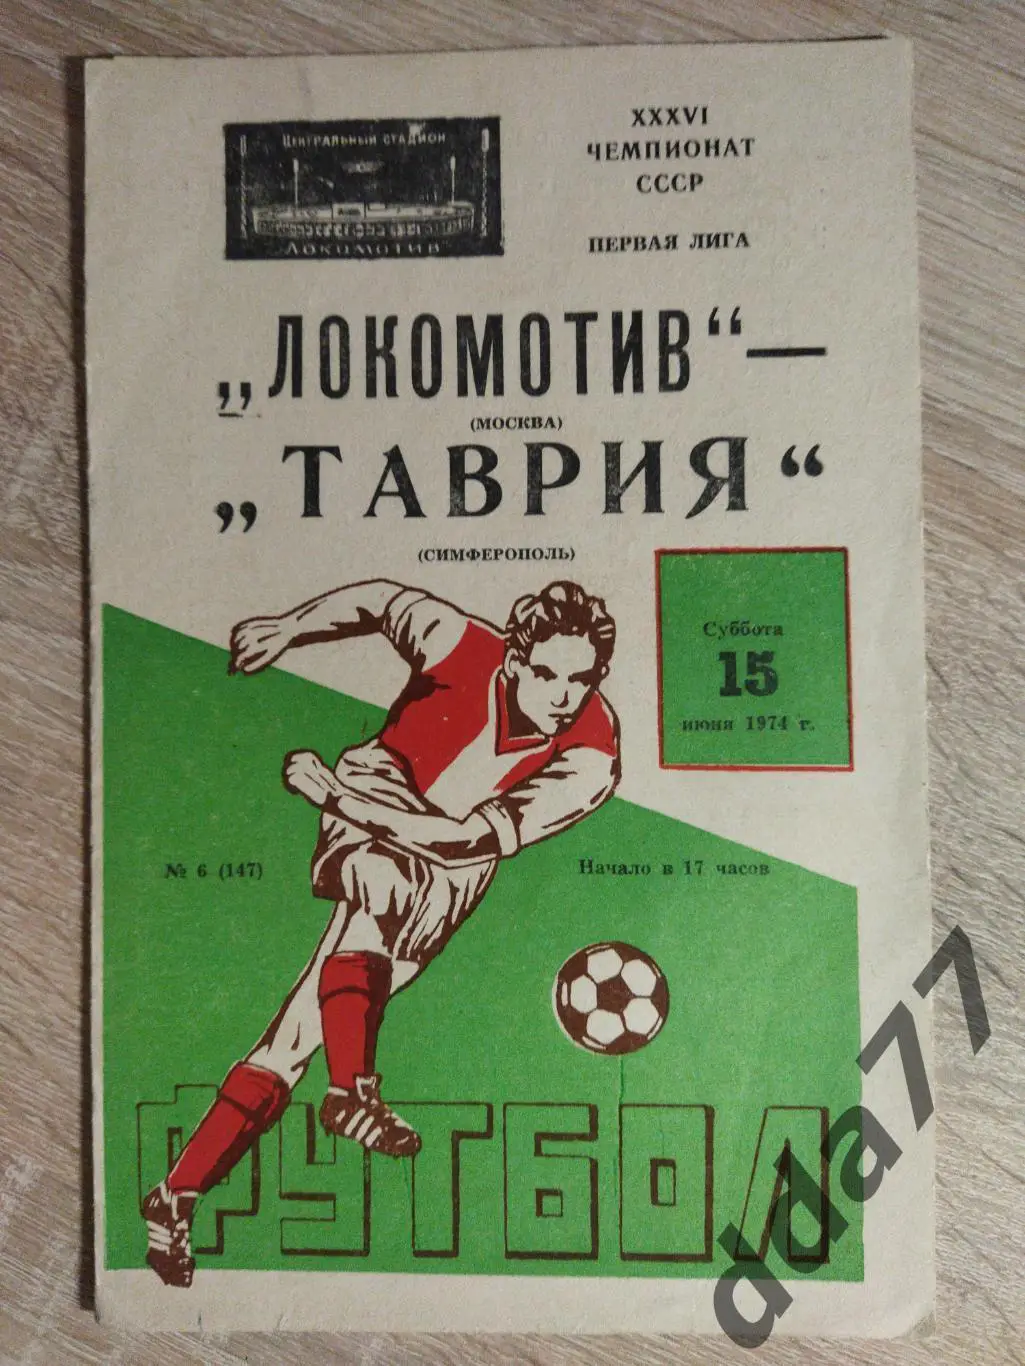 ЦЕНТРАЛЬНЫЙ СТАДИОН
"ЛОКОМОТИВ"
XXXVI
ЧЕМПИОНАТ
СССР
ПЕРВАЯ ЛИГА
„ЛОКОМОТИВ“ —
(МОСКВА)
„ТАВРИЯ“
(СИМФЕРОПОЛЬ)
Суббота
15
июня 1974 г.
№ 6 (147)
Начало в 17 часов
ФУТБОЛ
dda77